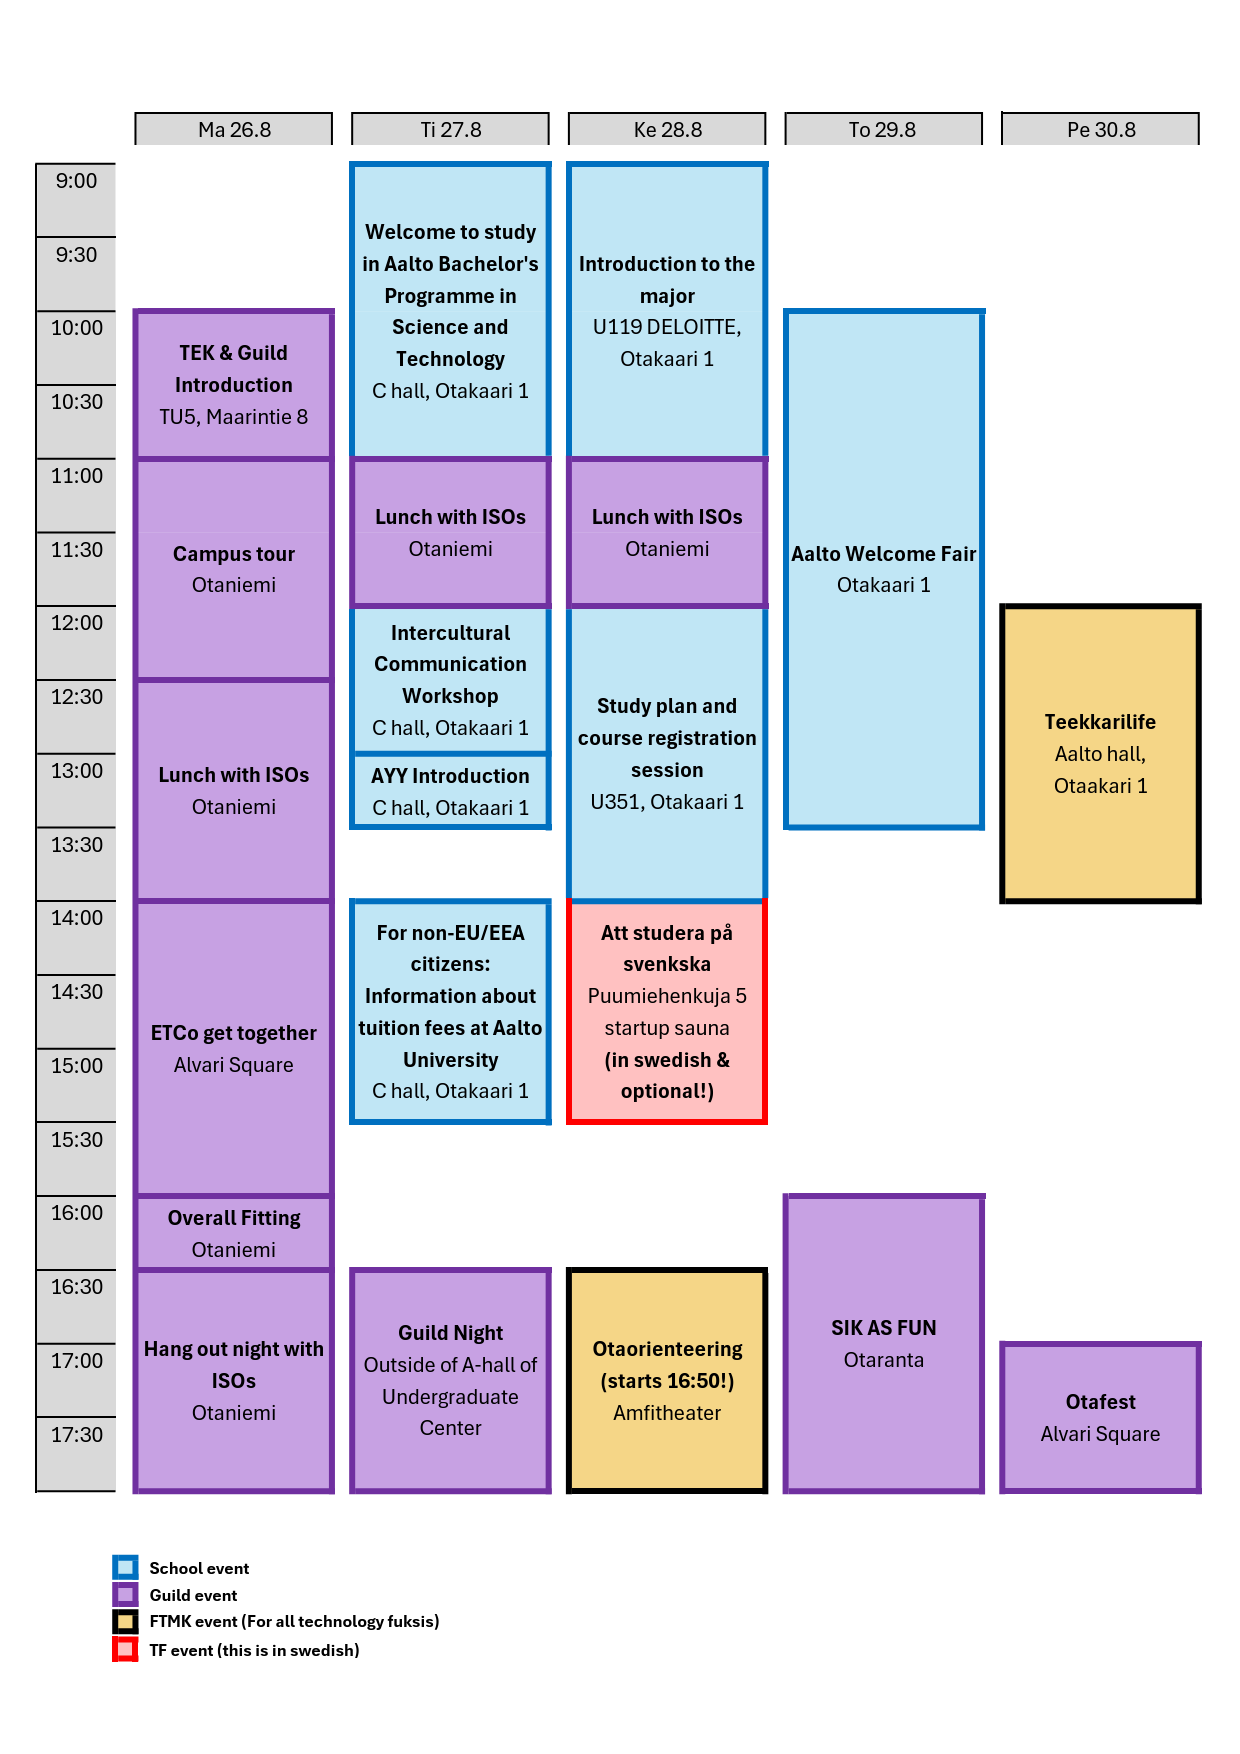 Ma 26.8
Ti 27.8
Ke 28.8
To 29.8
Pe 30.8
9:00
9:30
10:00
10:30
11:00
11:30
12:00
12:30
13:00
13:30
14:00
14:30
15:00
15:30
16:00
16:30
17:00
17:30
TEK & Guild
Introduction
TU5, Maarintie 8
Campus tour
Otaniemi
Lunch with ISOs
Otaniemi
ETCo get together
Alvari Square
Overall Fitting
Otaniemi
Hang out night with
ISOs
Otaniemi
Welcome to study
in Aalto Bachelor's
Programme in
Science and
Technology
C hall, Otakaari 1
Lunch with ISOs
Otaniemi
Intercultural
Communication
Workshop
C hall, Otakaari 1
AYY Introduction
C hall, Otakaari 1
For non-EU/EEA
citizens:
Information about
tuition fees at Aalto
University
C hall, Otakaari 1
Guild Night
Outside of A-hall of
Undergraduate
Center
Introduction to the
major
U119 DELOITTE,
Otakaari 1
Lunch with ISOs
Otaniemi
Study plan and
course registration
session
U351, Otakaari 1
Att studera på
svenkska
Puumiehenkuja 5
startup sauna
(in swedish &
optional!)
Otaorienteering
(starts 16:50!)
Amfitheater
Aalto Welcome Fair
Otakaari 1
SIK AS FUN
Otaranta
Teekkarilife
Aalto hall,
Otaakari 1
Otafest
Alvari Square
School event
Guild event
FTMK event (For all technology fuksis)
TF event (this is in swedish)